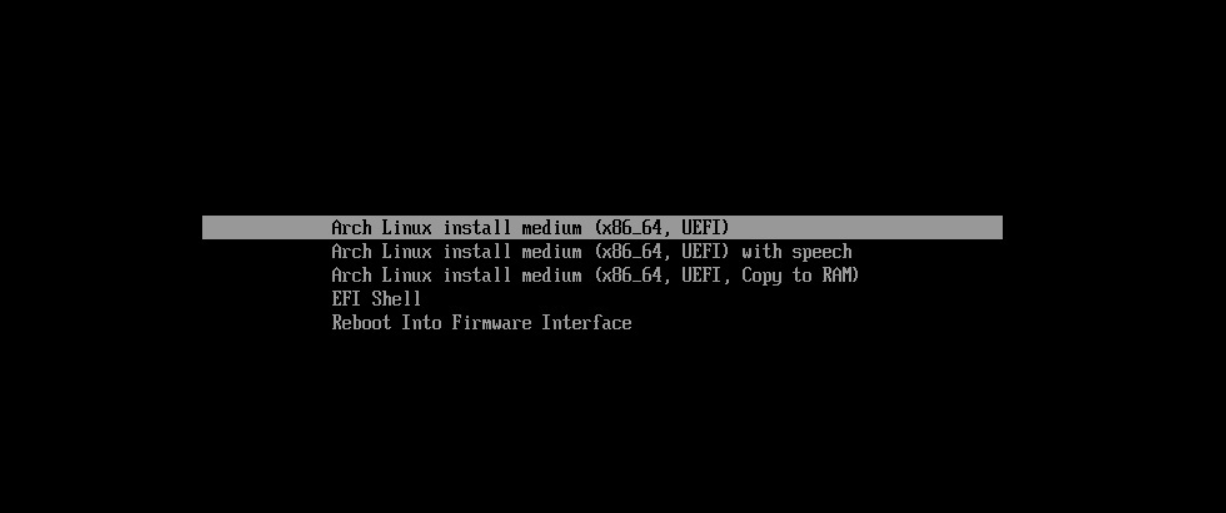 Arch Linux install medium (x86_64, UEFI)
Arch Linux install medium (x86_64, UEFI) with speech
Arch Linux install medium (x86_64, UEFI, Copy to RAM)
EFI Shell
Reboot Into Firmware Interface